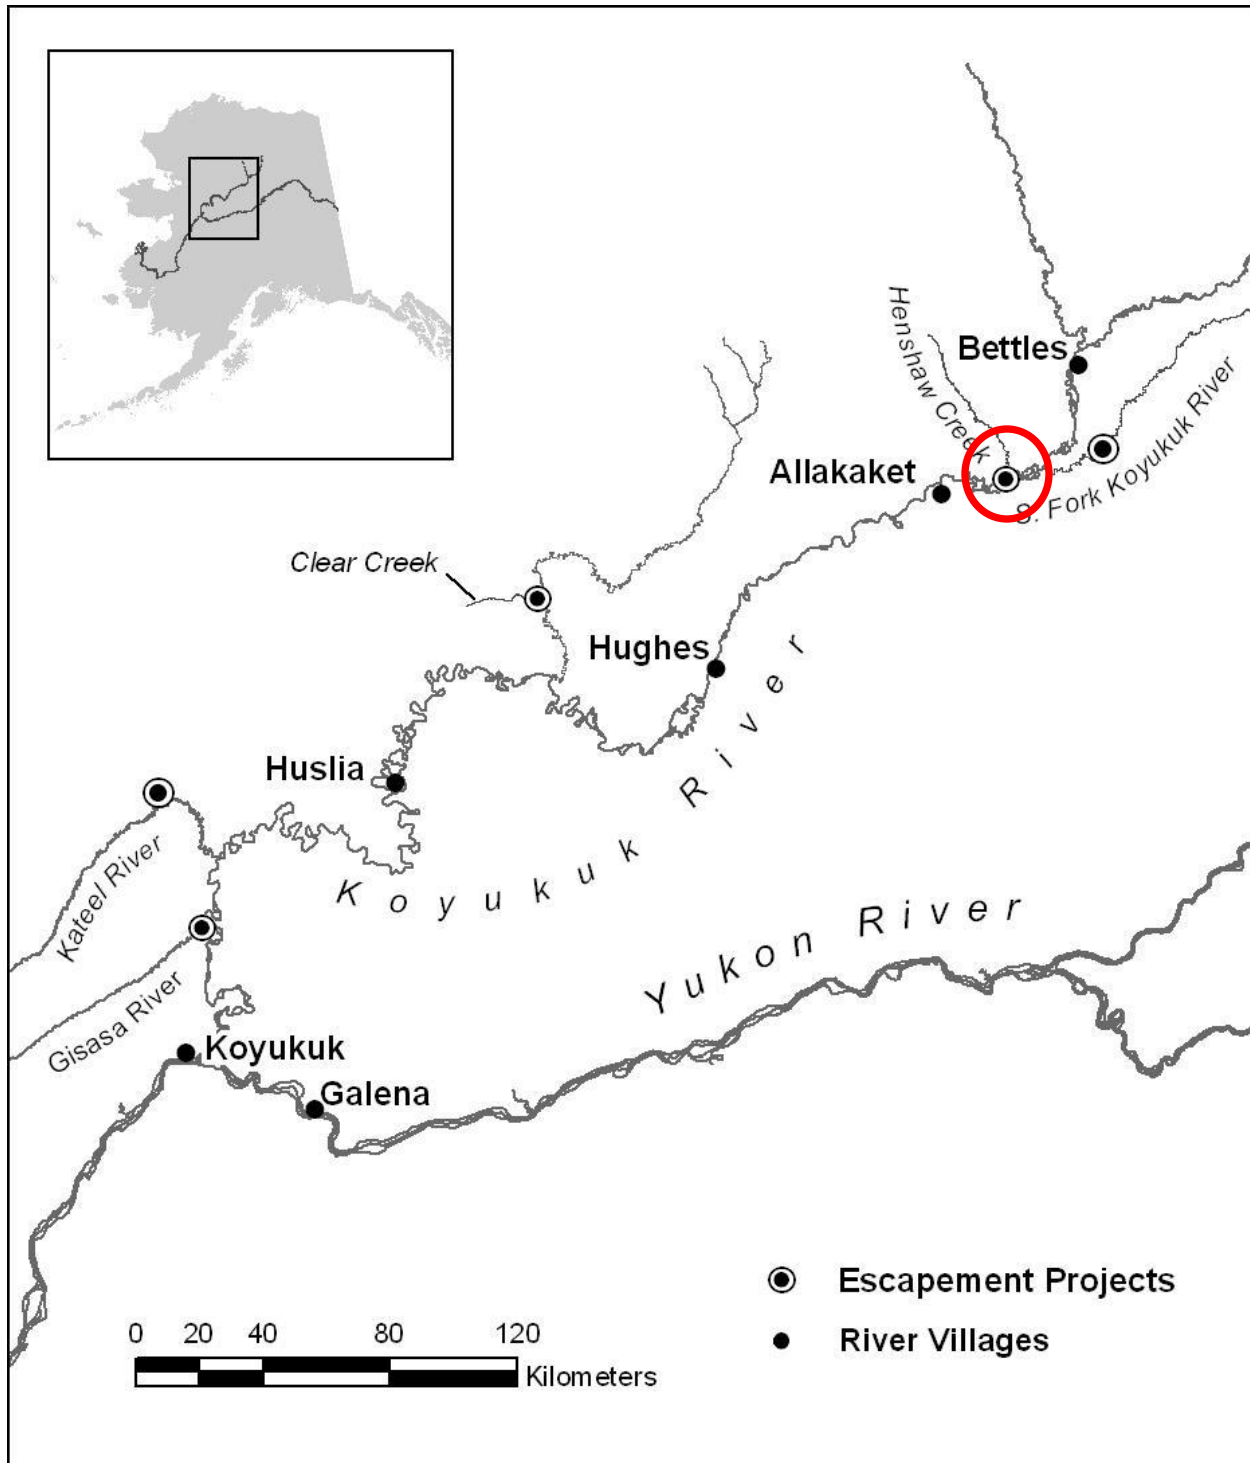 Henshaw Creek
Bettles
S. Fork Koyukuk River
Allakaket
Clear Creek
Hughes
Huslia
Koyukuk River
Kateel River
Gisasa River
Yukon River
Koyukuk
Galena
Escapement Projects
River Villages
0 20 40 80 120
Kilometers